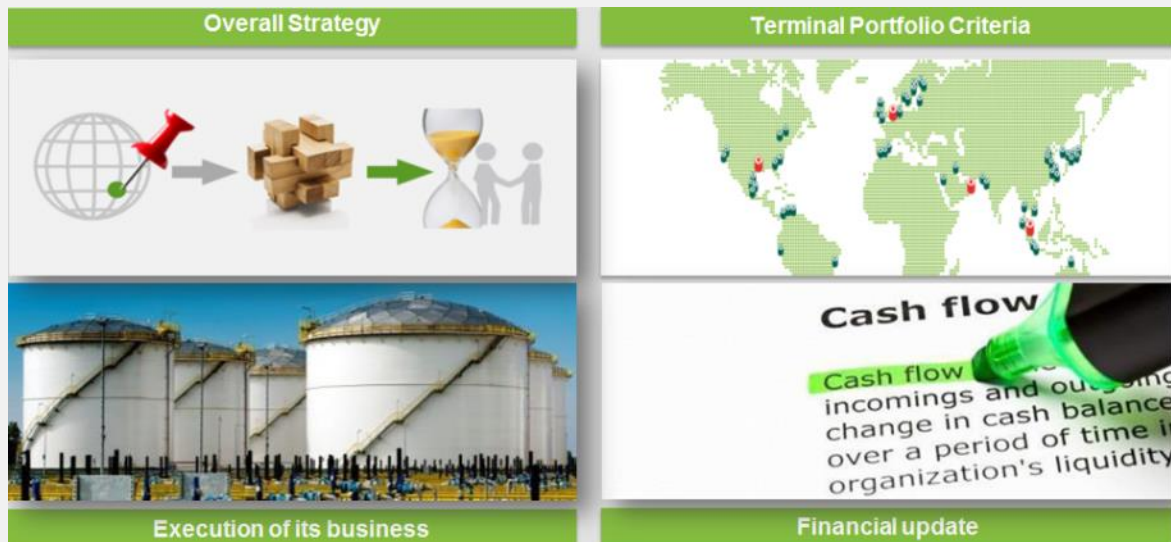 Overall Strategy
Terminal Portfolio Criteria
Cash flow
Cash flow
incomings and outgoing
change in cash balance
over a period of time i
organization's liquidity
Execution of its business
Financial update